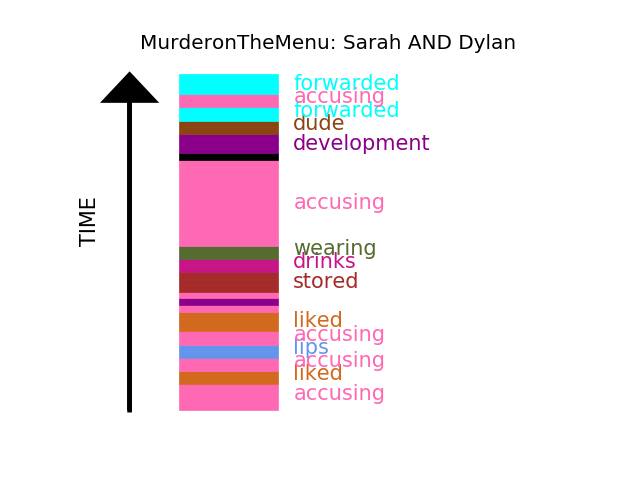 MurderonTheMenu: Sarah AND Dylan
forwarded
accusing
forwarded
dude
development
accusing
wearing
drinks
stored
liked
accusing
lips
accusing
liked
accusing
TIME